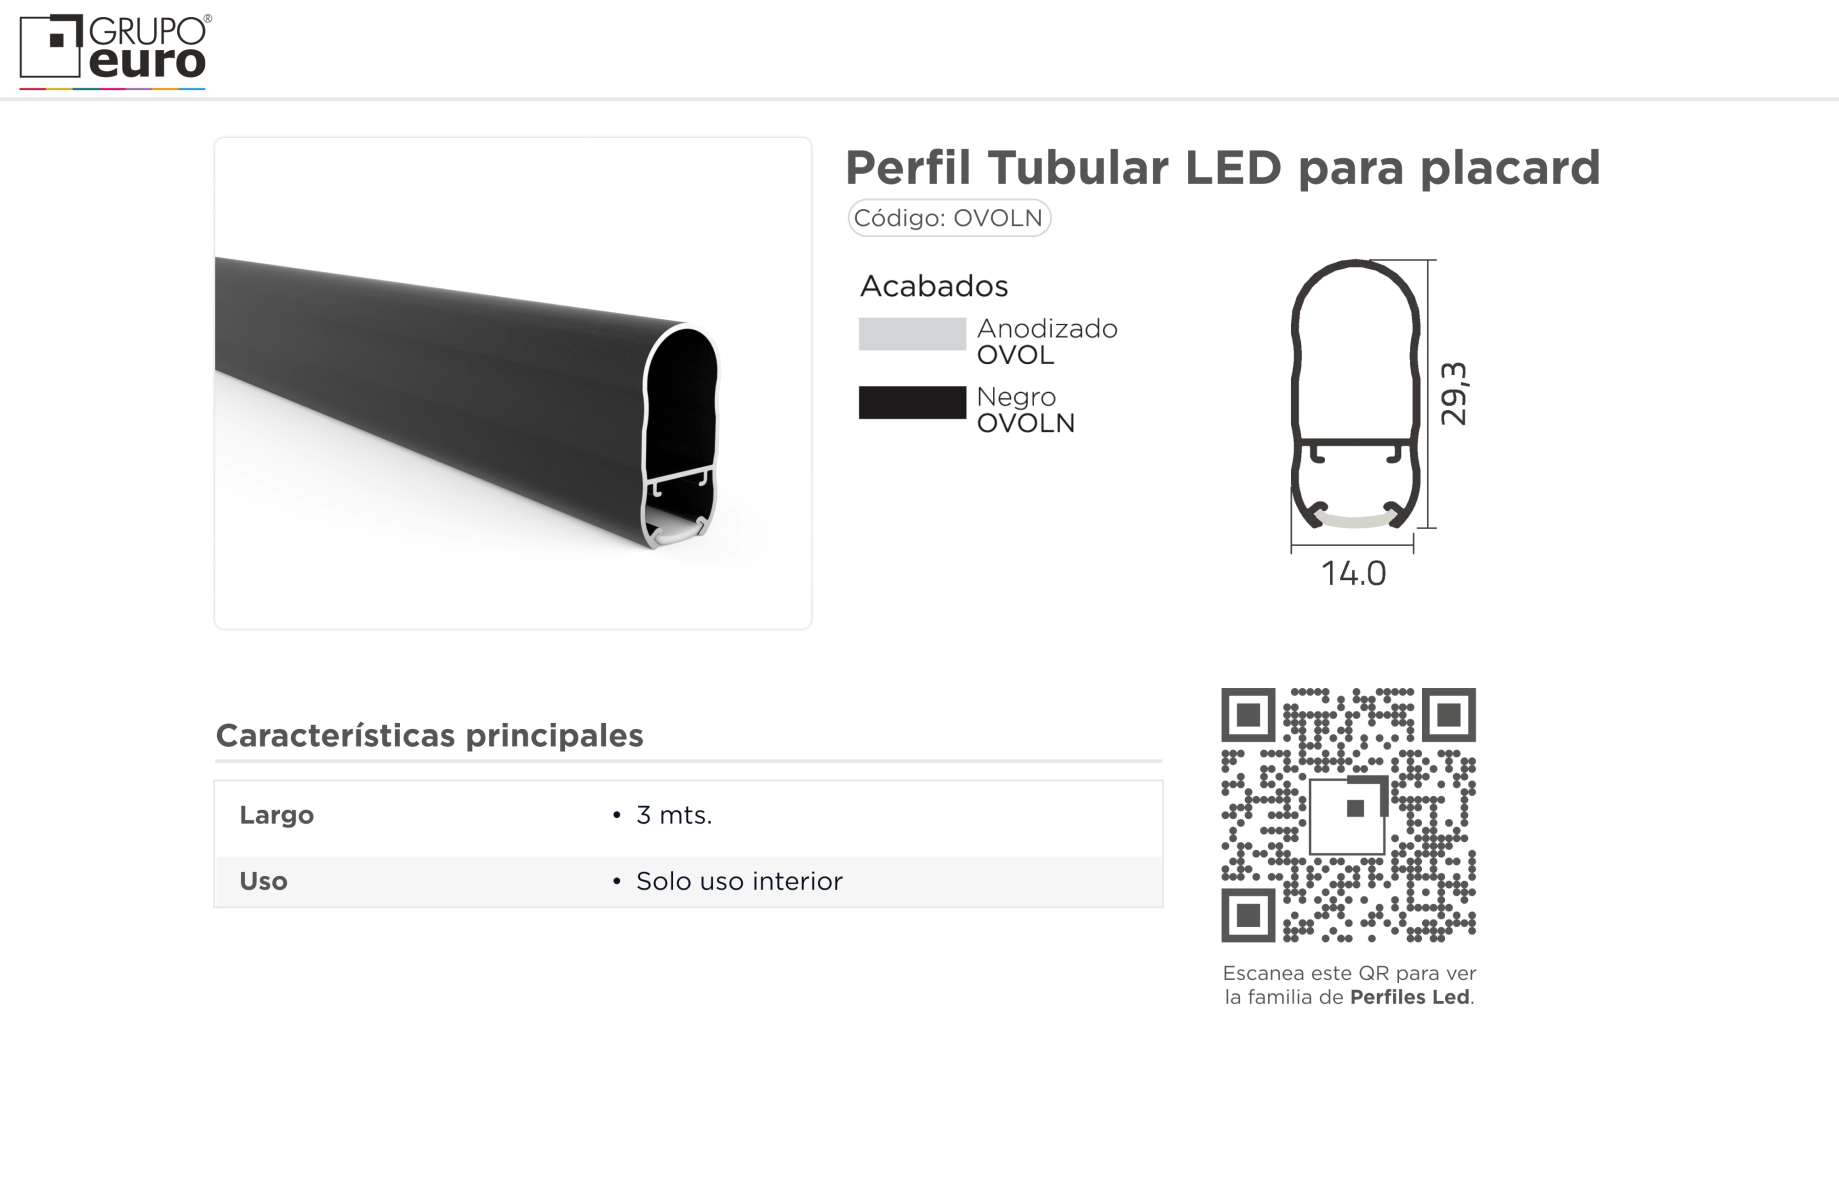 GRUPO®
euro
Perfil Tubular LED para placard
Código: OVOLN
Acabados
Anodizado
OVOL
Negro
OVOLN
29,3
14.0
Características principales
Largo • 3 mts.
Uso • Solo uso interior
Escanea este QR para ver
la familia de Perfiles Led.